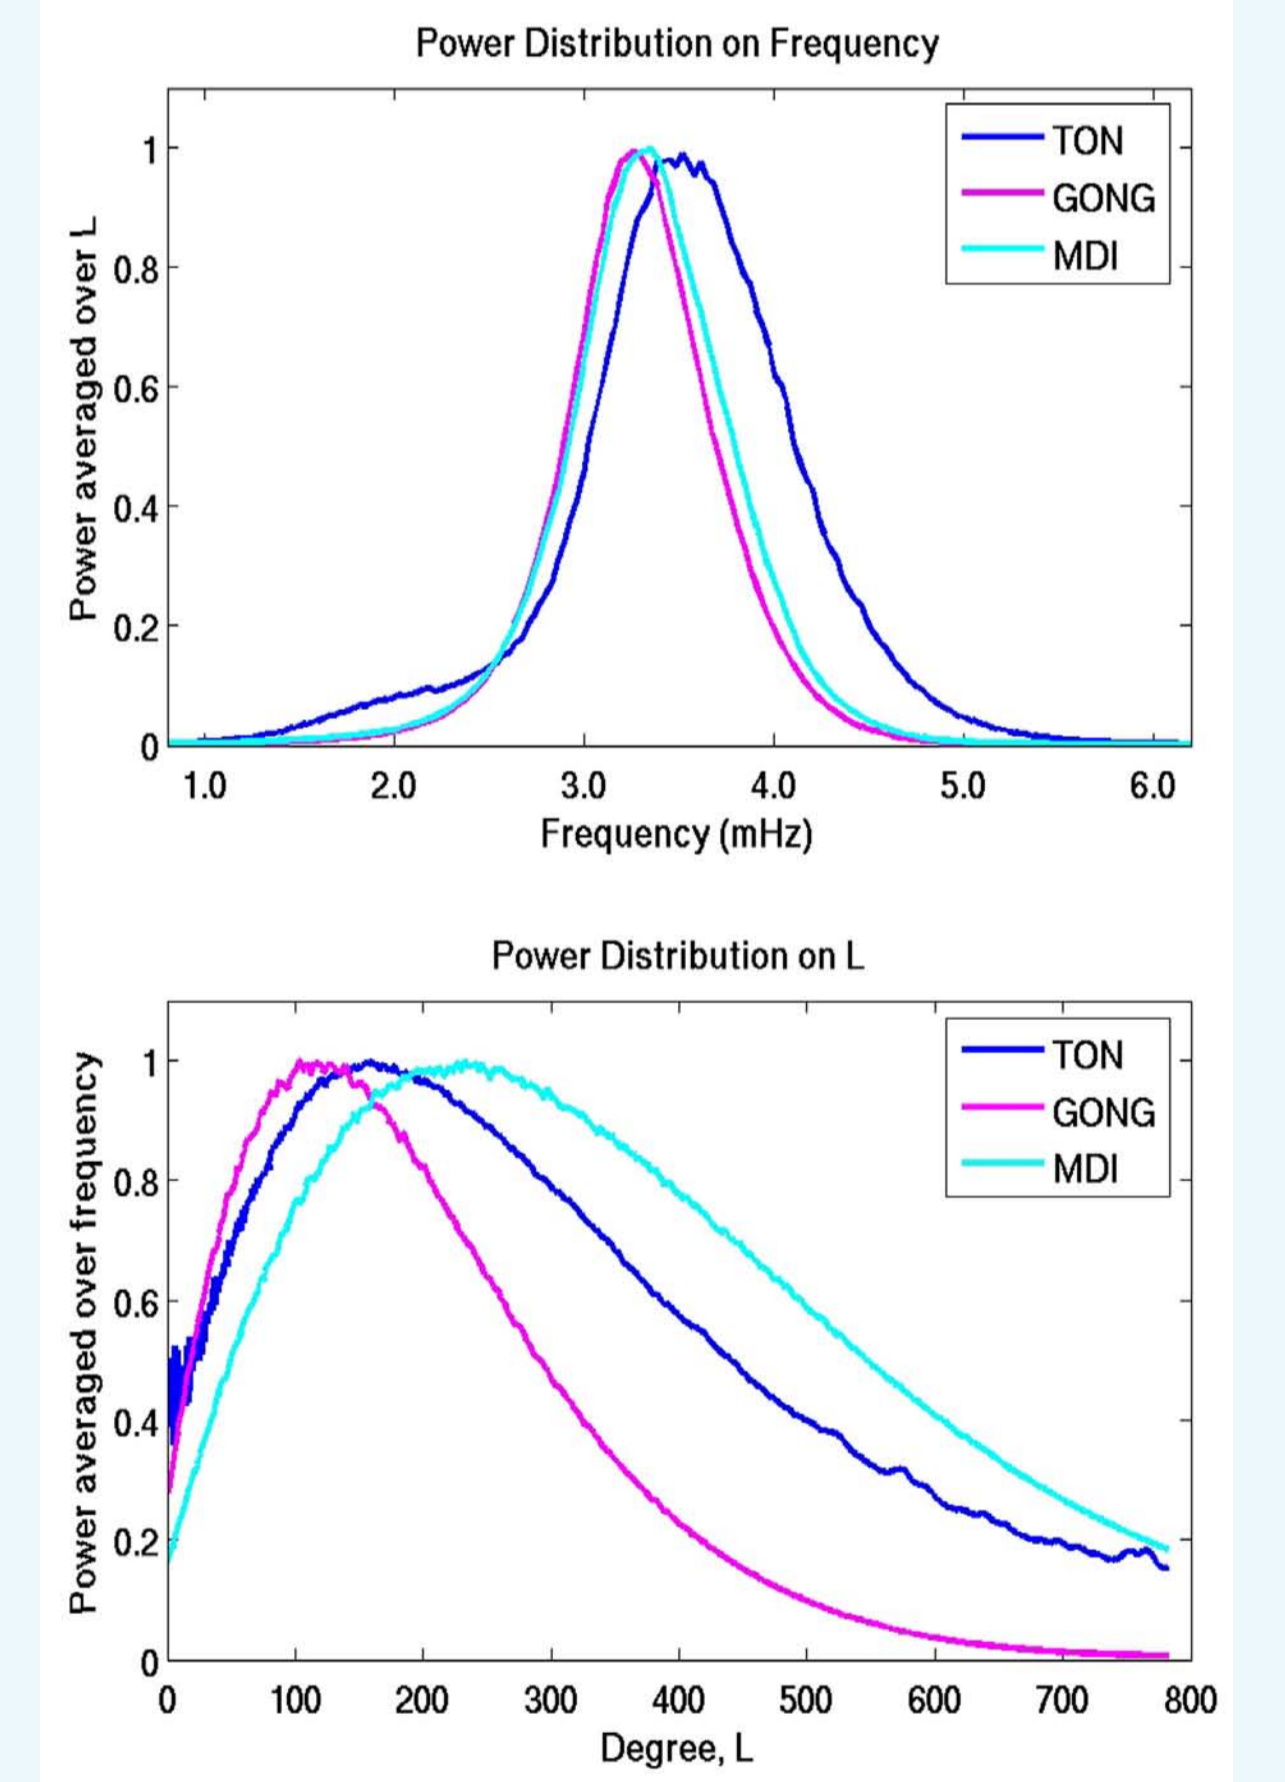 Power Distribution on Frequency
TON
GONG
MDI
Power averaged over L
1
0.8
0.6
0.4
0.2
0
1.0 2.0 3.0 4.0 5.0 6.0
Frequency (mHz)
Power Distribution on L
TON
GONG
MDI
Power averaged over frequency
1
0.8
0.6
0.4
0.2
0
0 100 200 300 400 500 600 700 800
Degree, L